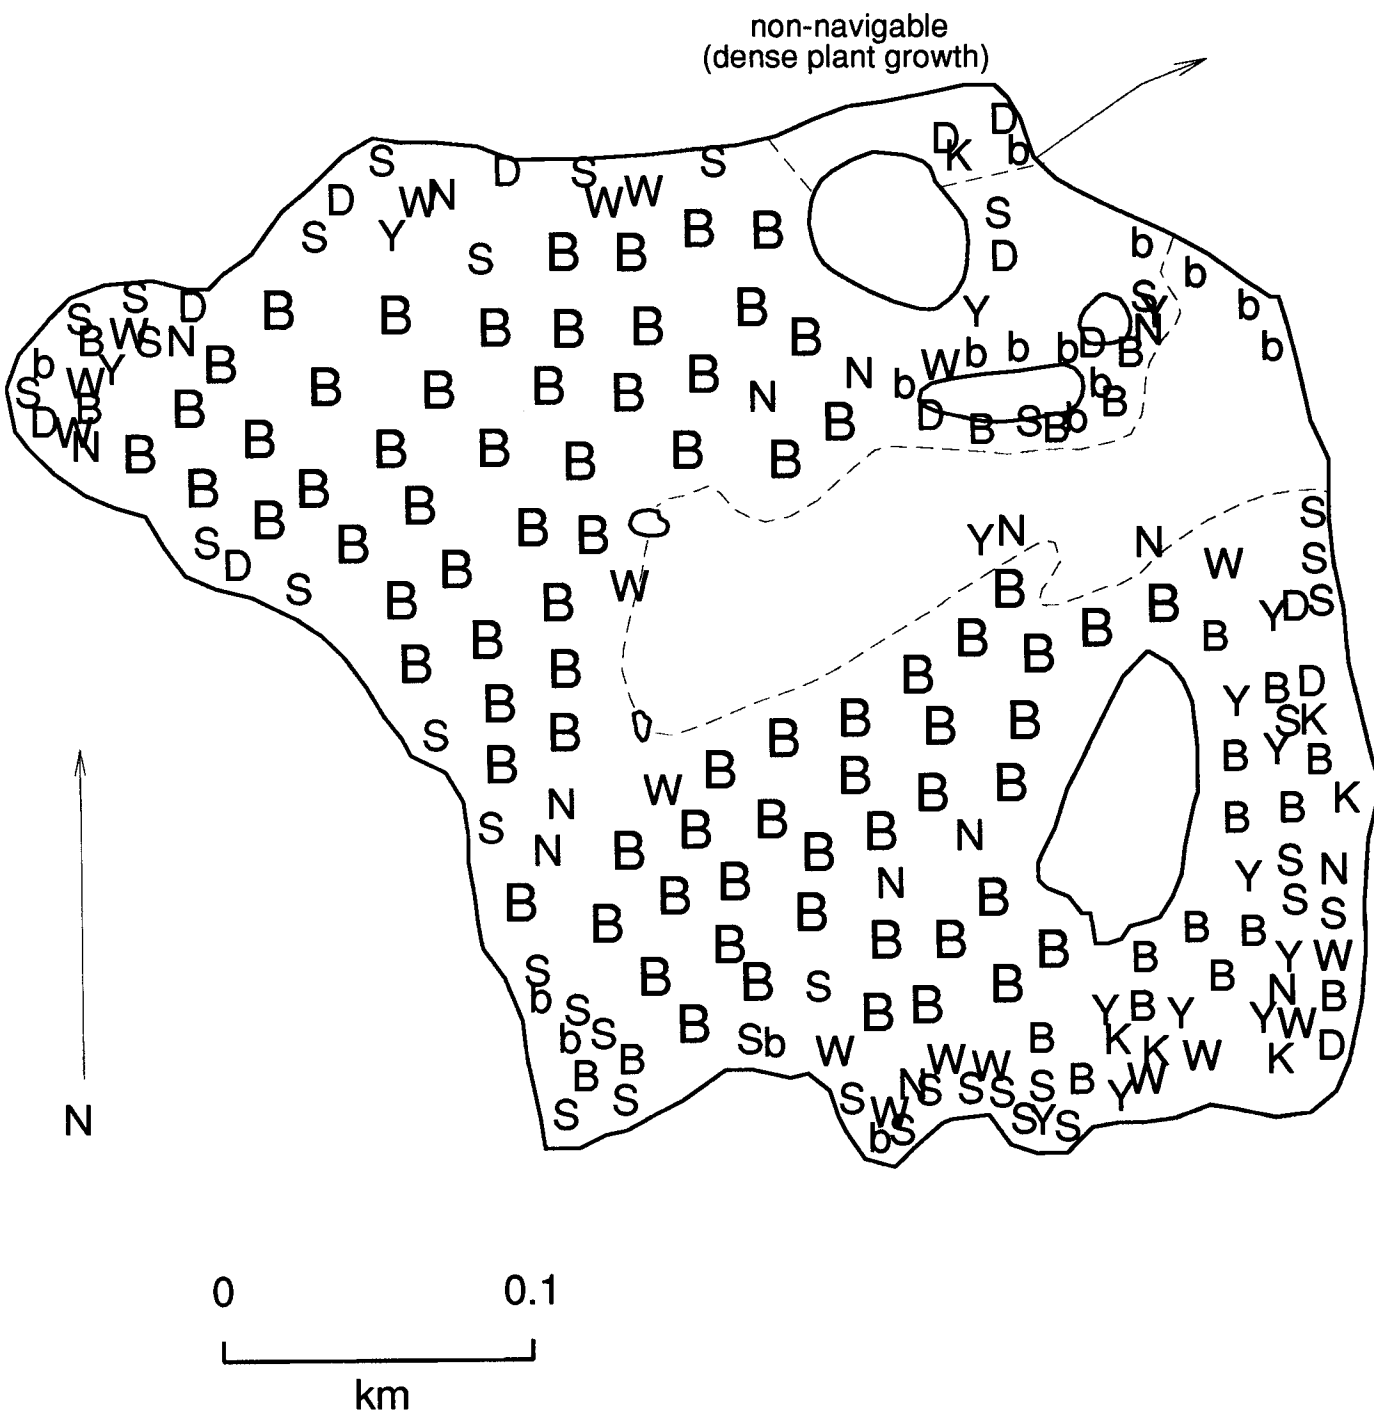 non-navigable
(dense plant growth)
D D
K b
S D S S
D W N W W
S Y B B
S B B
S
D
b
b
S D Y
S D
S B W S N
B B B
B B B B
B
S Y N
b
b
b Y
W
B
B B B B
N N
W b b b D B
b b
S W B
D W N
B B B B
B
D B S B b B
B B B B B B
B B B
B B B B
S D B
S
W
Y N N W
S
S
Y D S
B B B
B B B B
B B
B B B
S B B
B B B B
B
Y B D
S K
B Y B
N W B B B B
S N B B B B B N
B B K
B B B B N B
B B B B B
Y S N
S S
B B B
S B B S B
b B B B
Y W
N B
S b S
b B S B
B S b W
B Y B Y Y W
K K W K D
B B
S S
W W
S N S S S S B Y W
W b S S Y S
N
0 0.1
km